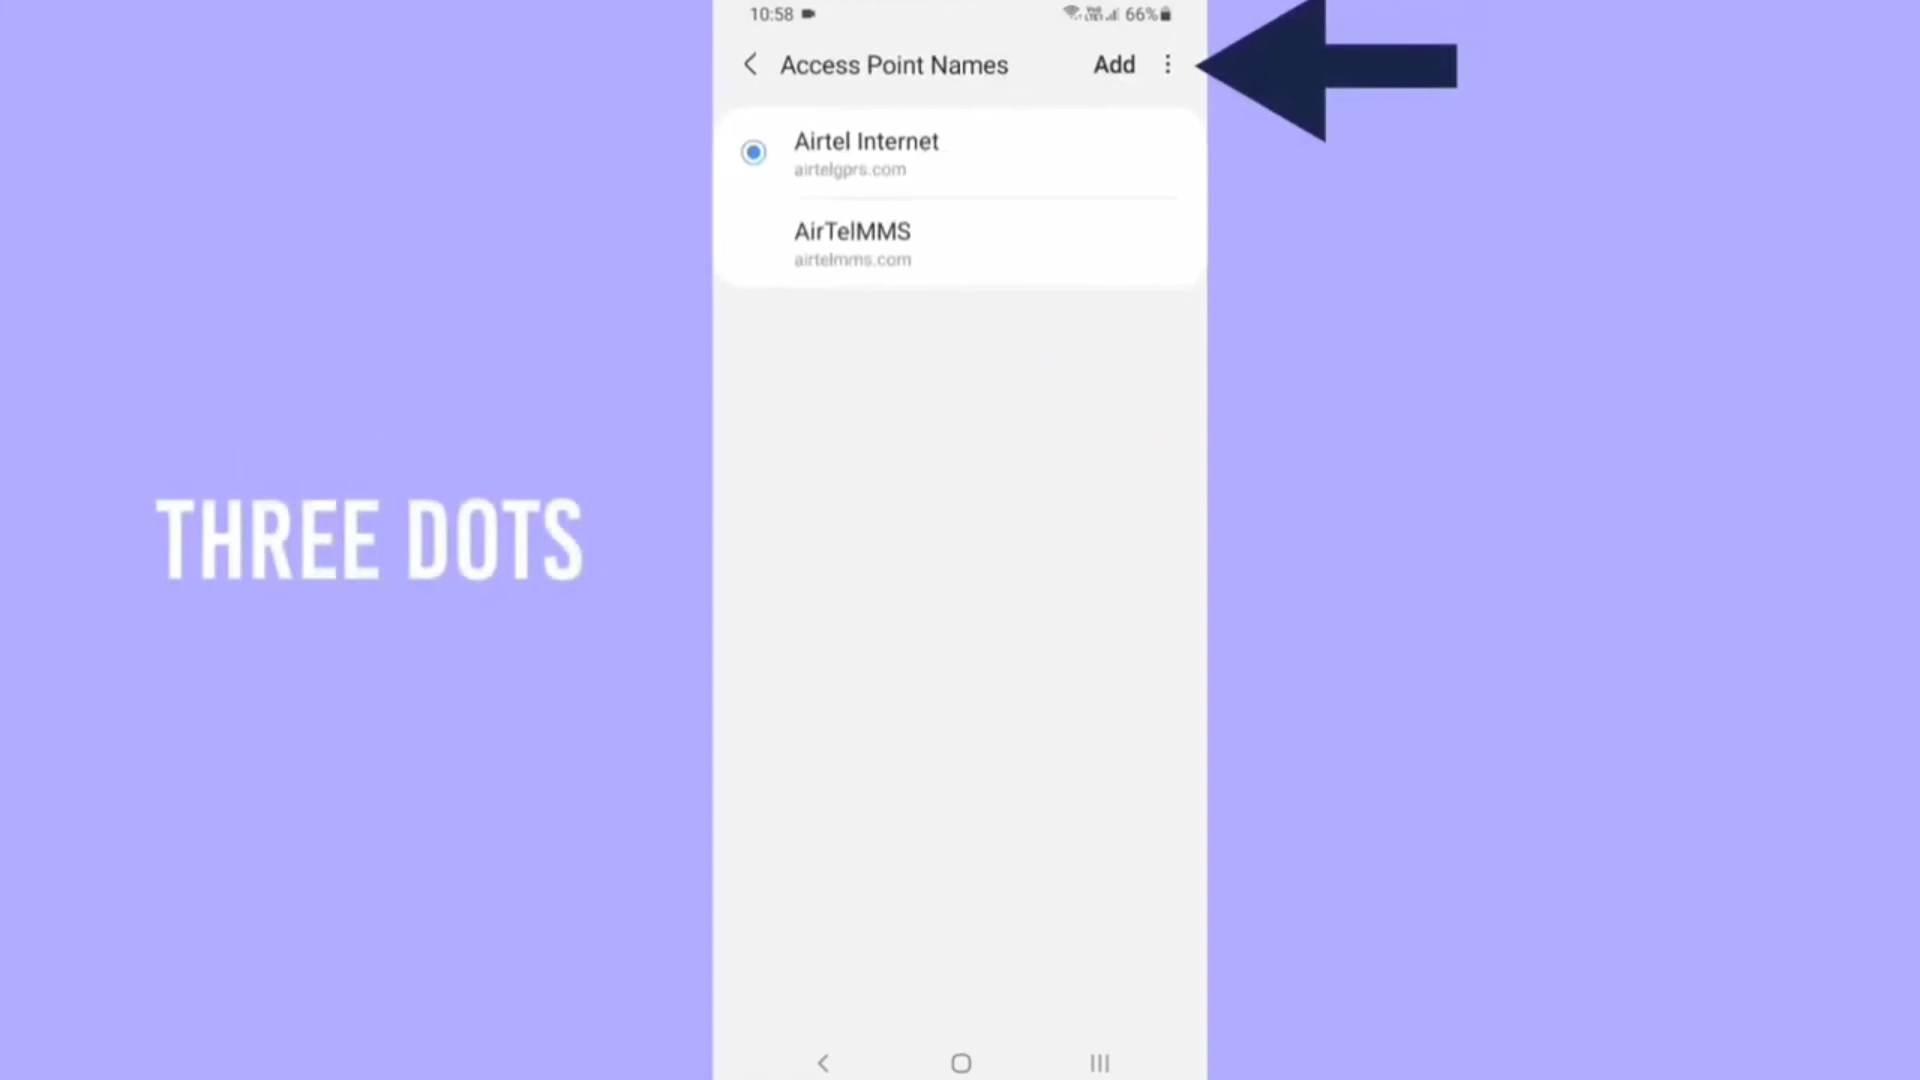 10:58
66%
Access Point Names
Add
Airtel Internet
airtelgprs.com
AirTelMMS
airtelmms.com
THREE DOTS